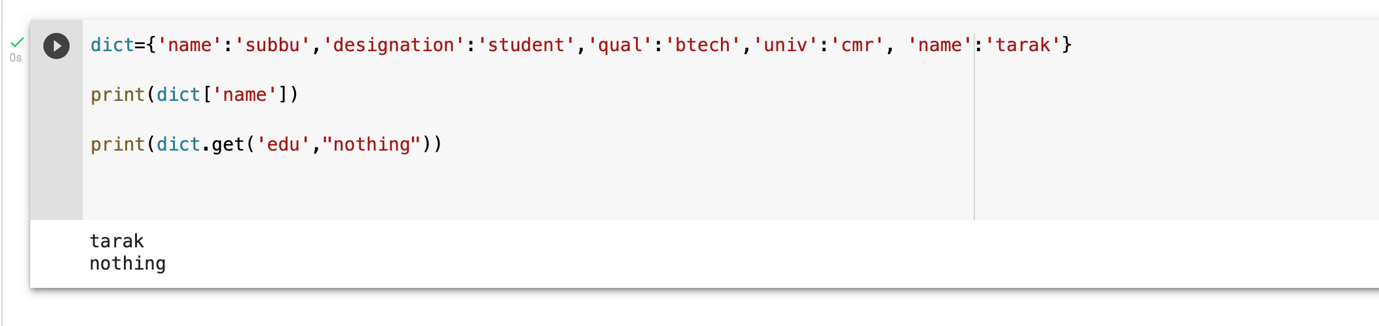 dict={'name':'subbu','designation':'student','qual':'btech','univ':'cmr', 'name':'tarak'}
0s
print(dict['name'])
print(dict.get('edu',"nothing"))
tarak
nothing